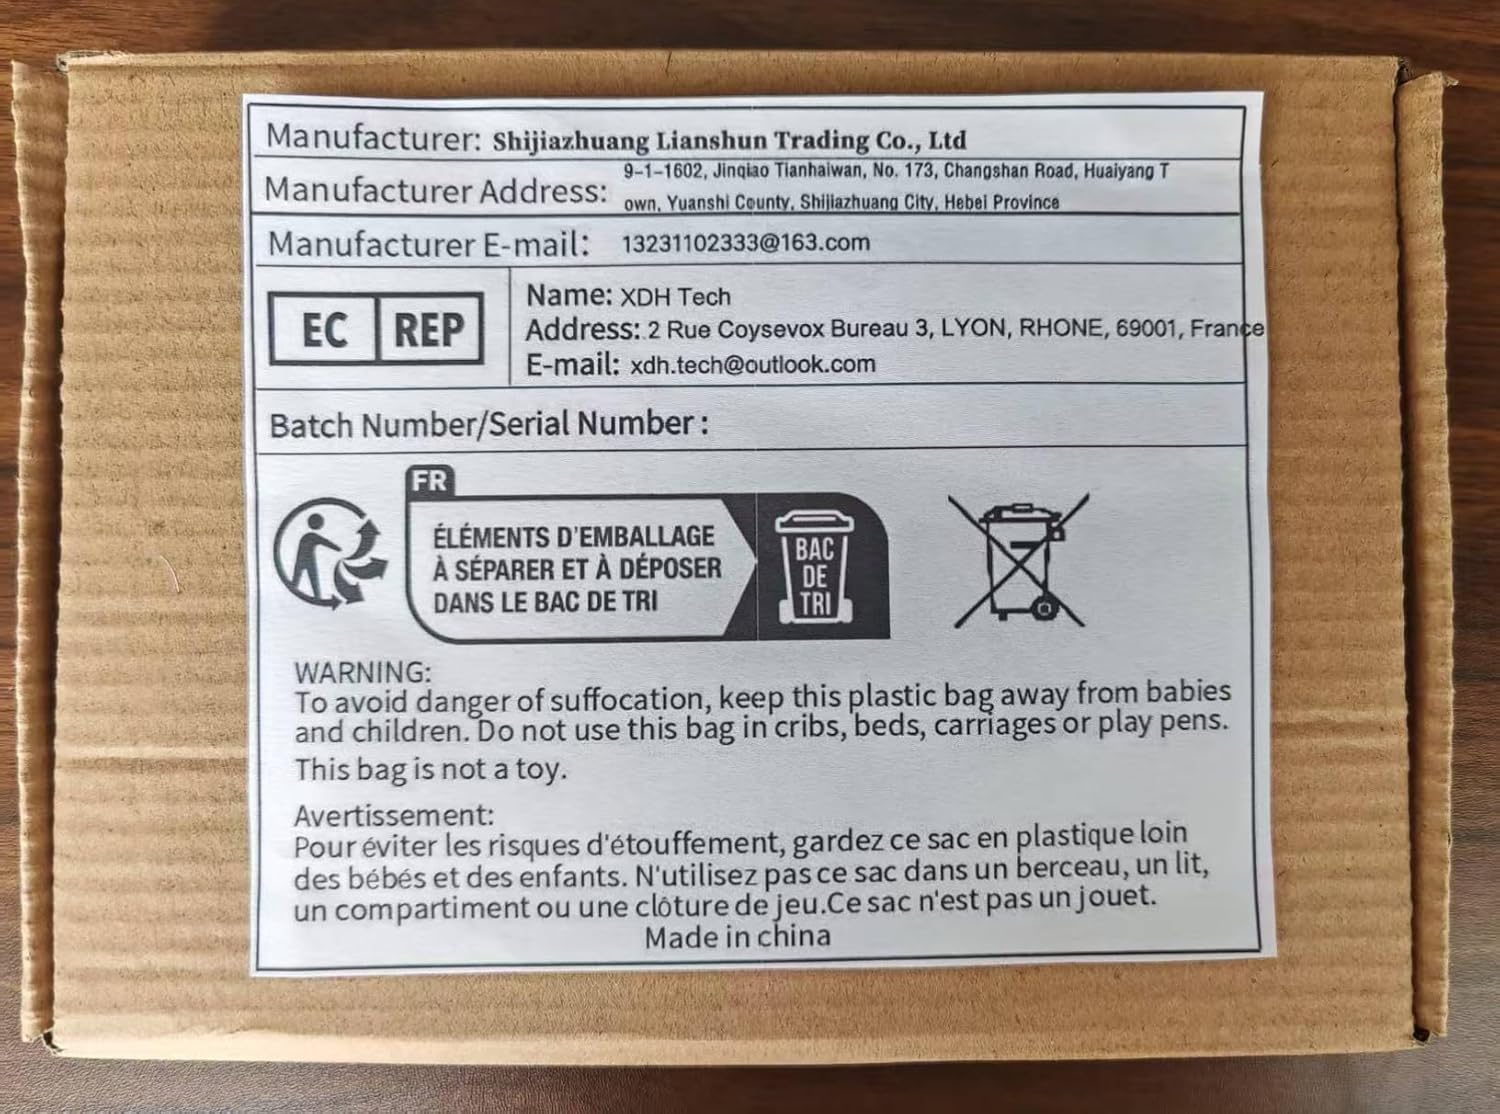 Manufacturer: Shijiazhuang Lianshun Trading Co., Ltd
Manufacturer Address: 9-1-1602, Jinqiao Tianhaiwan, No. 173, Changshan Road, Huaiyang T
own, Yuanshi County, Shijiazhuang City, Hebei Province
Manufacturer E-mail: 13231102333@163.com
EC REP
Name: XDH Tech
Address: 2 Rue Coysevox Bureau 3, LYON, RHONE, 69001, France
E-mail: xdh.tech@outlook.com
Batch Number/Serial Number:
FR
ÉLÉMENTS D'EMBALLAGE
À SÉPARER ET À DÉPOSER
DANS LE BAC DE TRI
BAC
DE
TRI
WARNING:
To avoid danger of suffocation, keep this plastic bag away from babies
and children. Do not use this bag in cribs, beds, carriages or play pens.
This bag is not a toy.
Avertissement:
Pour éviter les risques d'étouffement, gardez ce sac en plastique loin
des bébés et des enfants. N'utilisez pas ce sac dans un berceau, un lit,
un compartiment ou une clôture de jeu.Ce sac n'est pas un jouet.
Made in china